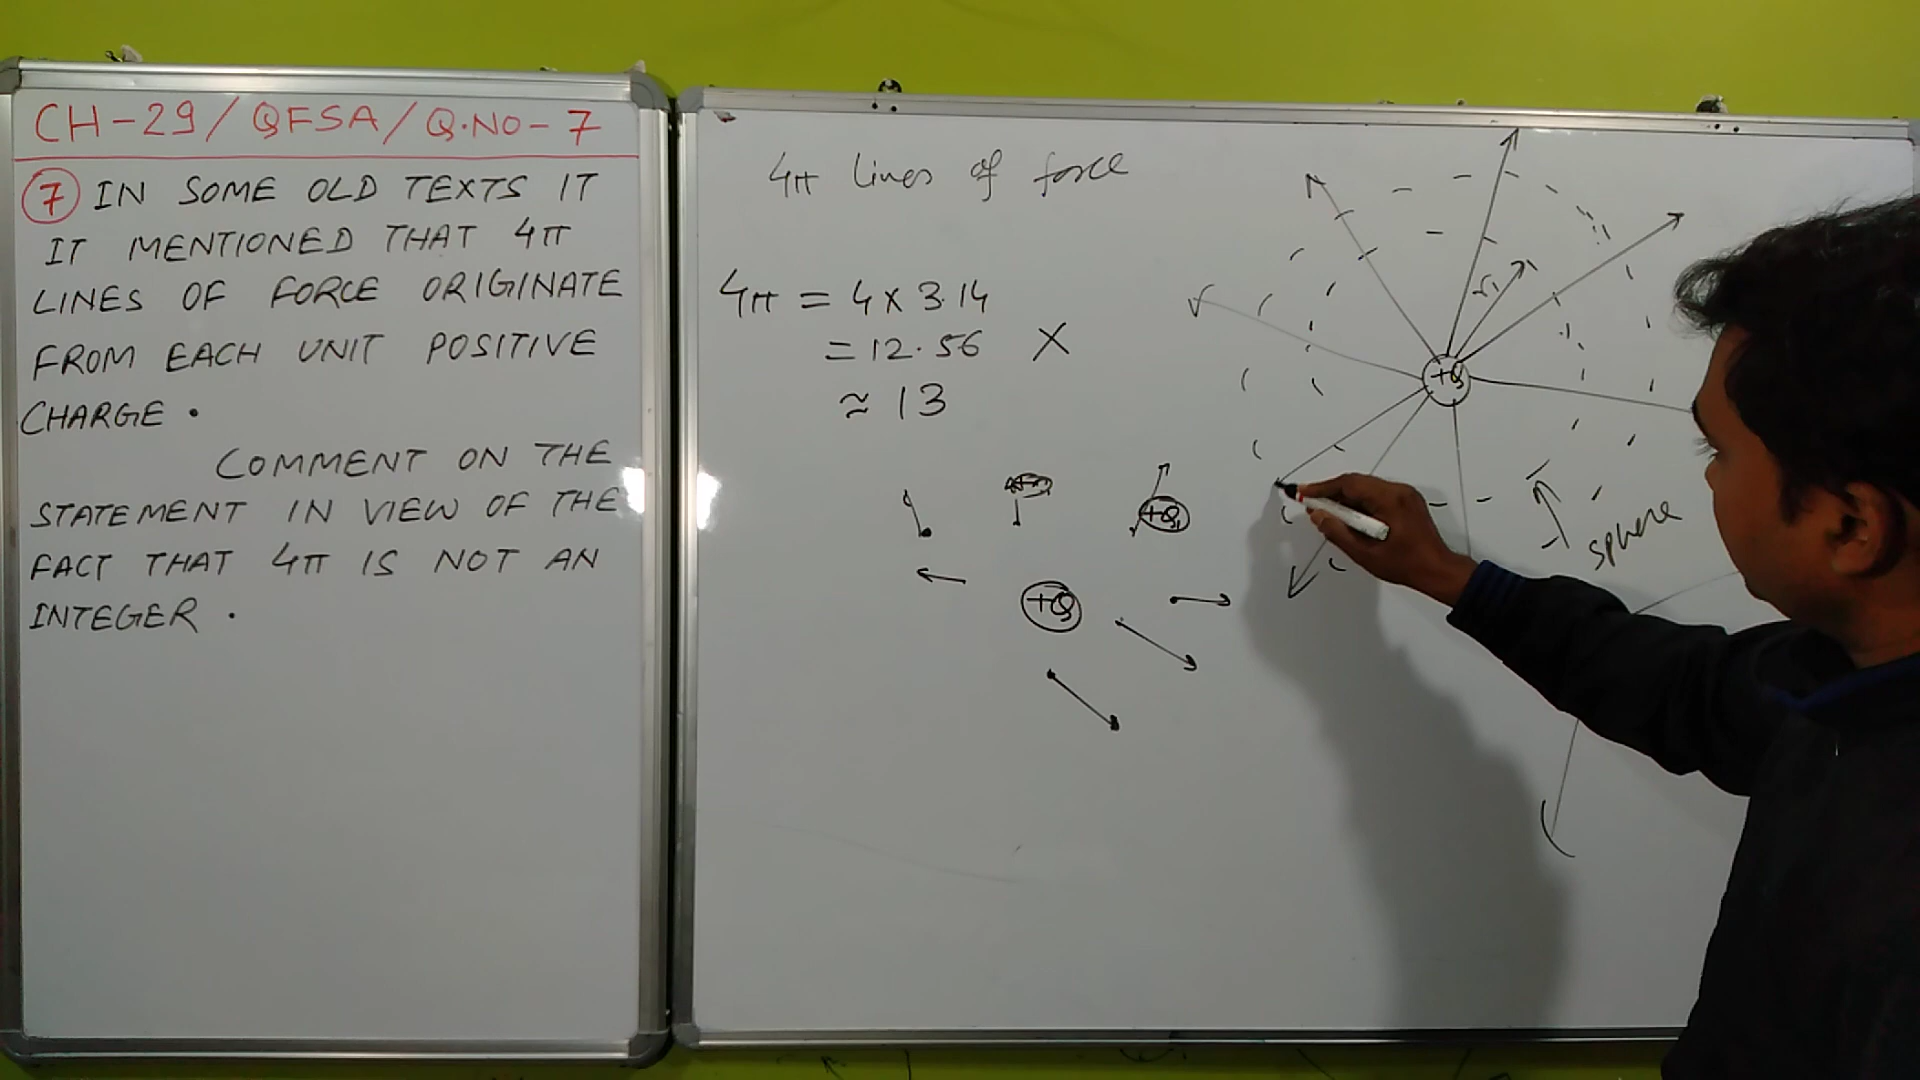 CH-29/QFSA/Q.NO-7
7 IN SOME OLD TEXTS IT
IT MENTIONED THAT 4π
LINES OF FORCE ORIGINATE
FROM EACH UNIT POSITIVE
CHARGE.
COMMENT ON THE
STATEMENT IN VIEW OF THE
FACT THAT 4π IS NOT AN
INTEGER.
4π lines of force
4π = 4 x 3.14
= 12.56 X
≈ 13
+Q1
+Q
r1
+Q
sphere